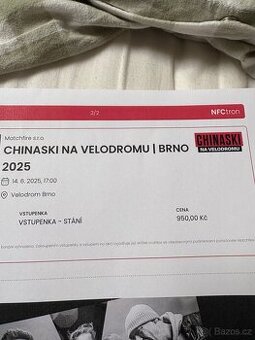 2/2
NFCtron
Matchfire s.r.o.
CHINASKI NA VELODROMU | BRNO
2025
CHINASKI
NA VELODROMU
14. 6. 2025, 17:00
Velodrom Brno
VSTUPENKA
CENA
VSTUPENKA - STÁNÍ
950,00 Kč
Sbazar.cz